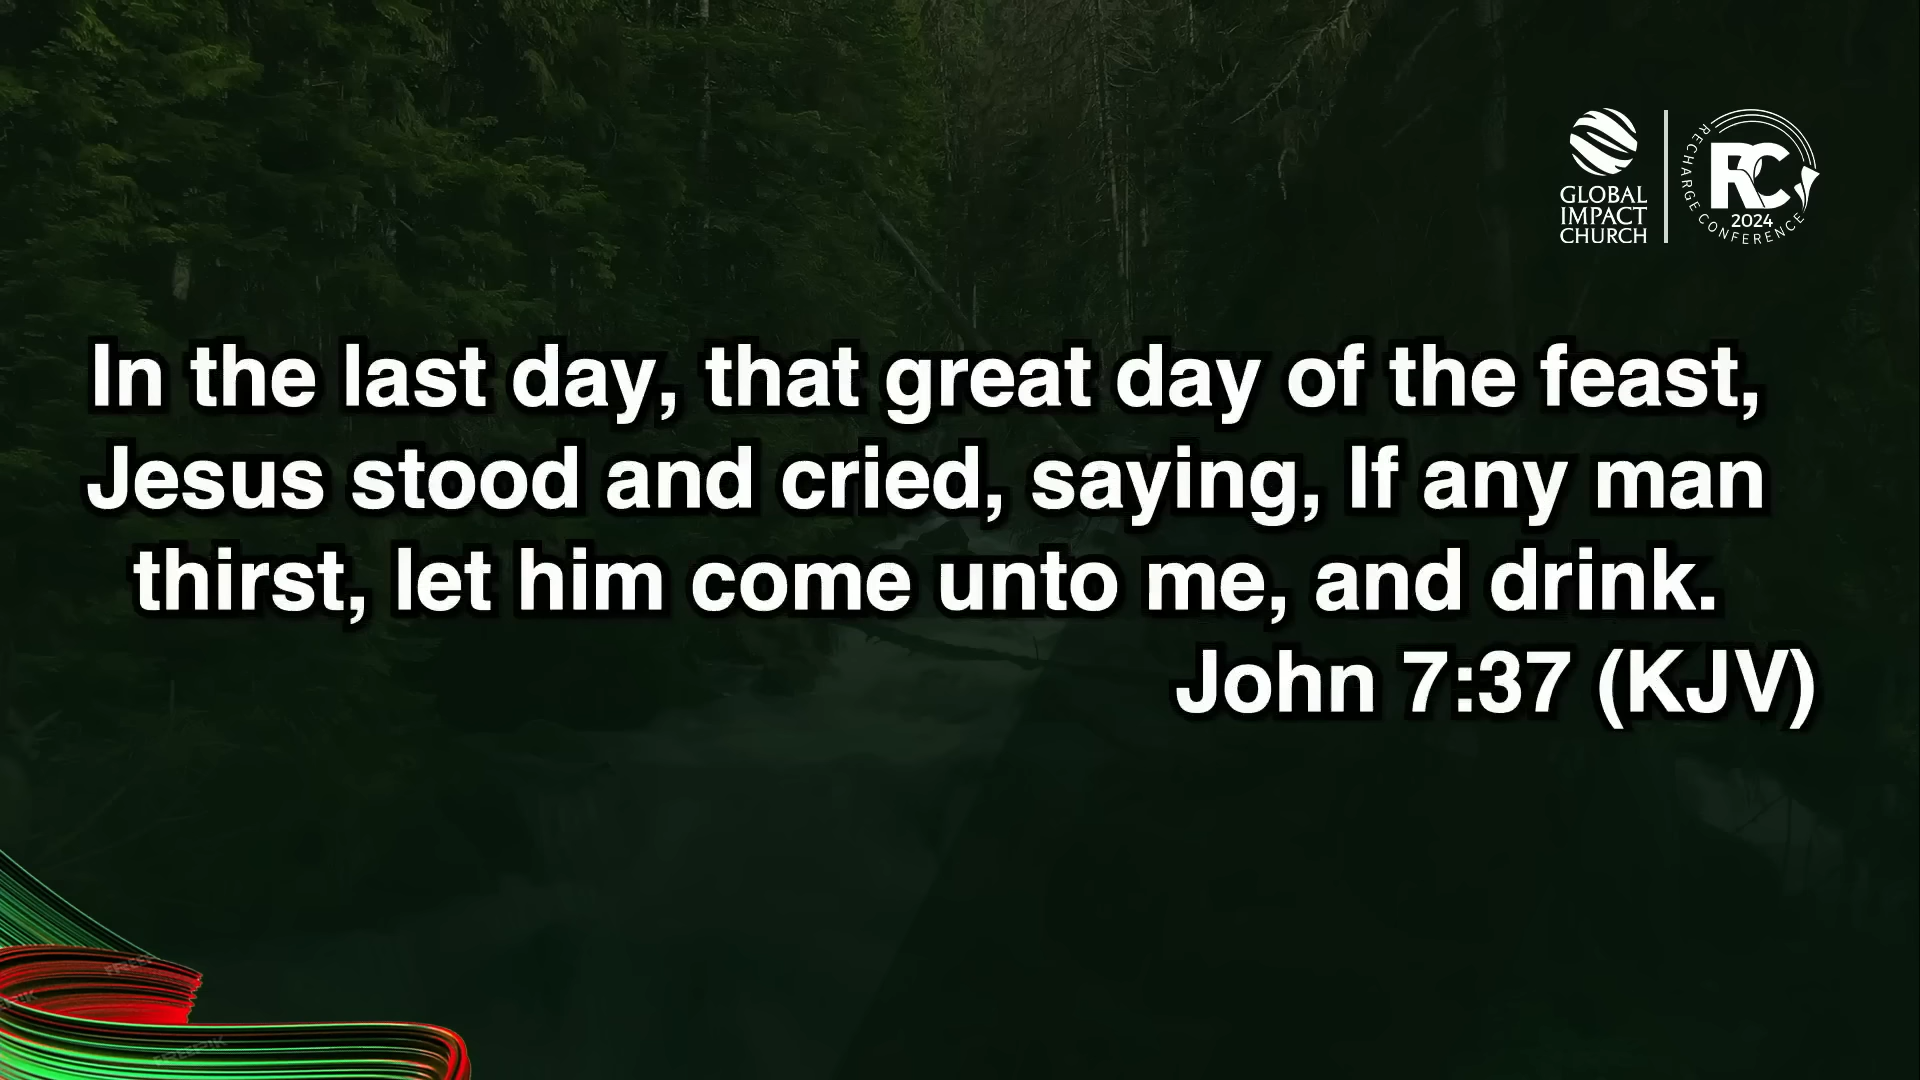 GLOBAL
IMPACT
CHURCH
RECHARGE CONFERENCE
RC
2024
In the last day, that great day of the feast,
Jesus stood and cried, saying, If any man
thirst, let him come unto me, and drink.
John 7:37 (KJV)
FREEPIK